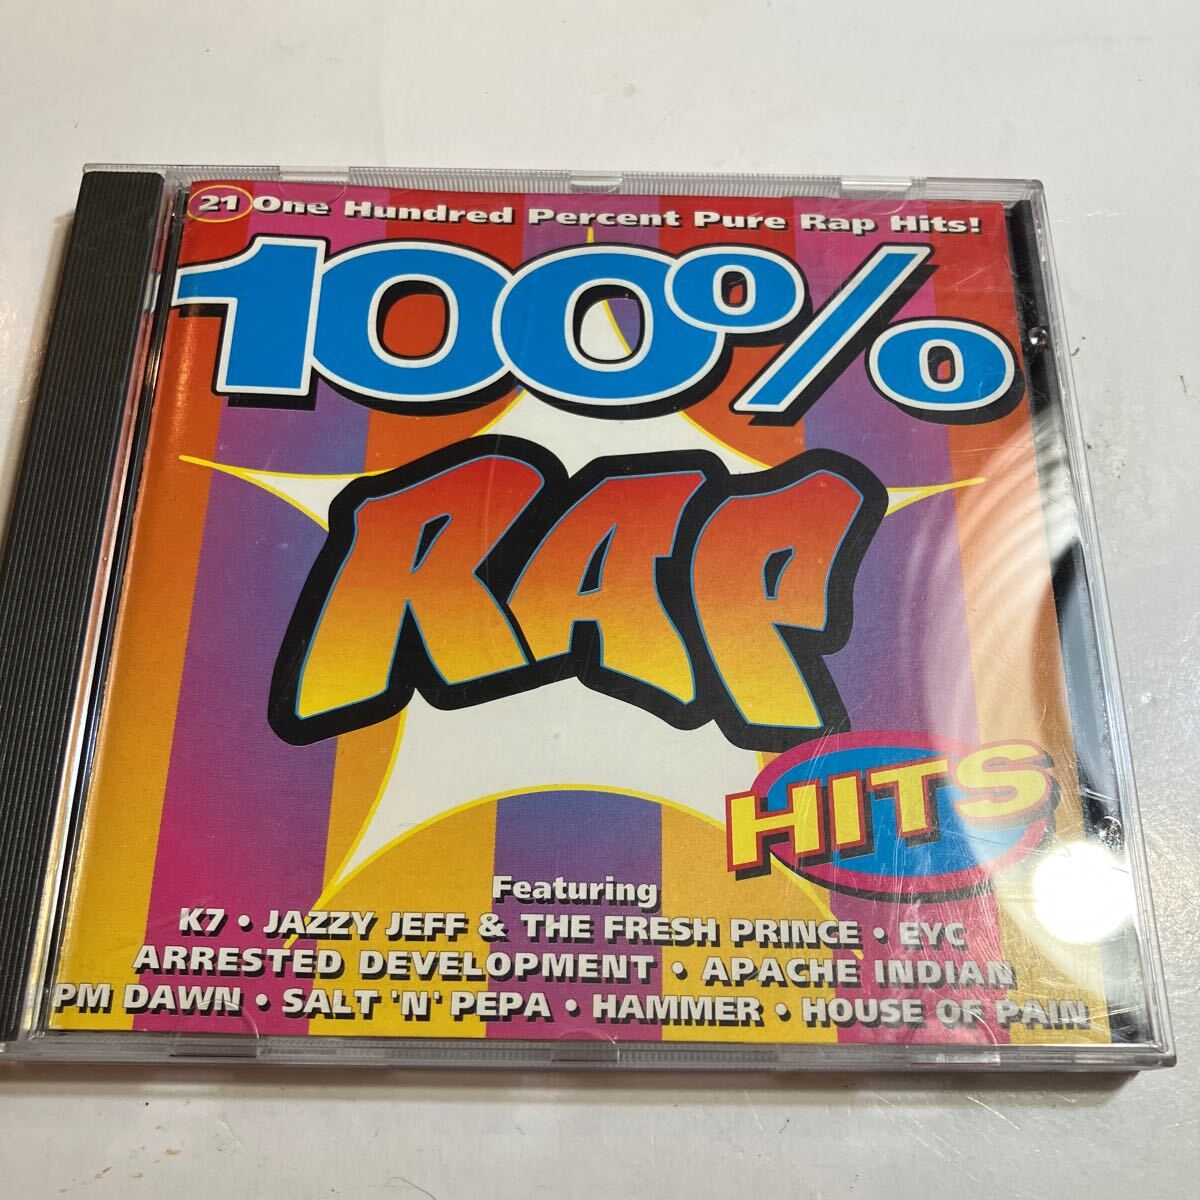 21 One Hundred Percent Pure Rap Hits!
100%
RAP
HITS
Featuring
K7 • JAZZY JEFF & THE FRESH PRINCE • EYC
ARRESTED DEVELOPMENT • APACHE INDIAN
PM DAWN • SALT 'N' PEPA • HAMMER • HOUSE OF PAIN